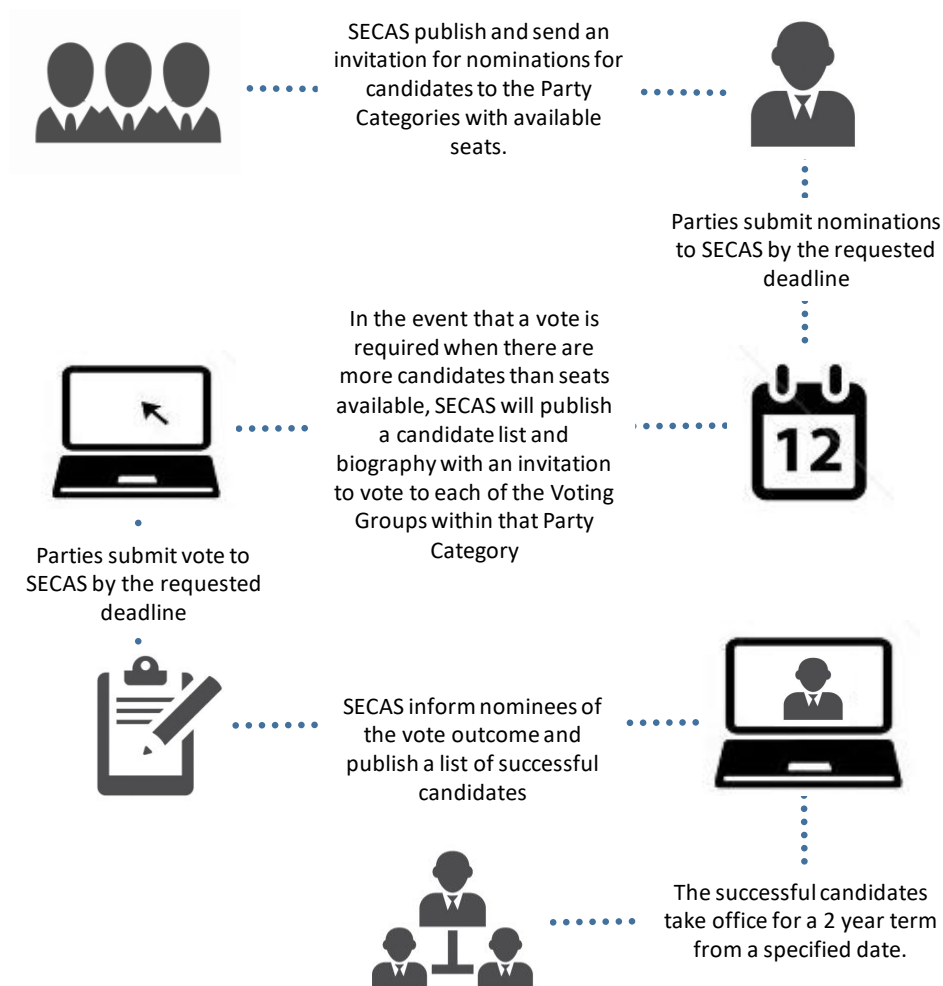 SECAS publish and send an
invitation for nominations for
candidates to the Party
Categories with available
seats.
Parties submit nominations
to SECAS by the requested
deadline
In the event that a vote is
required when there are
more candidates than seats
available, SECAS will publish
a candidate list and
biography with an invitation
to vote to each of the Voting
Groups within that Party
Category
12
Parties submit vote to
SECAS by the requested
deadline
SECAS inform nominees of
the vote outcome and
publish a list of successful
candidates
The successful candidates
take office for a 2 year term
from a specified date.